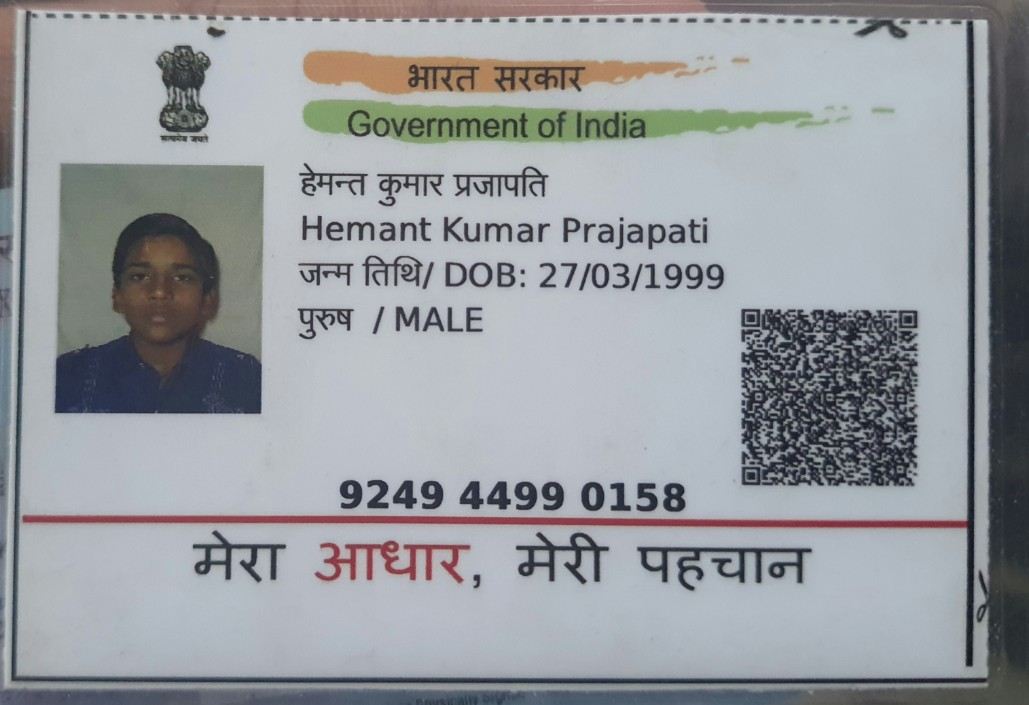 सत्यमेव जयते
भारत सरकार
Government of India
हेमन्त कुमार प्रजापति
Hemant Kumar Prajapati
जन्म तिथि/ DOB: 27/03/1999
पुरुष / MALE
9249 4499 0158
मेरा आधार, मेरी पहचान